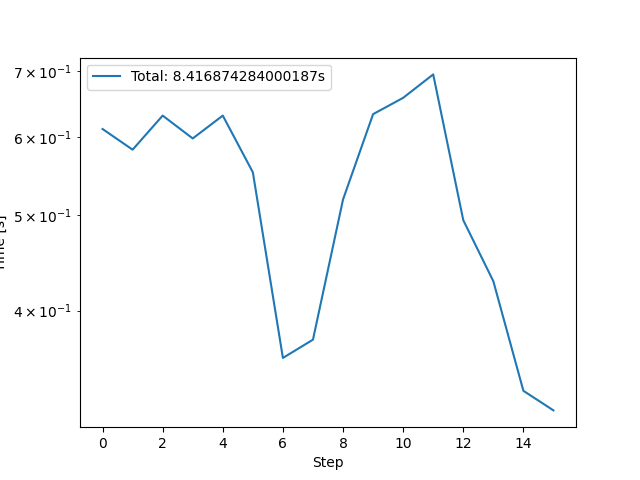 Total: 8.416874284000187s
7 × 10⁻¹
6 × 10⁻¹
5 × 10⁻¹
4 × 10⁻¹
Time [s]
0 2 4 6 8 10 12 14
Step